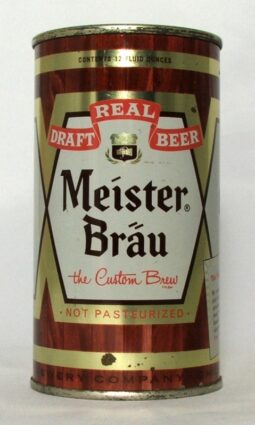 CONTENTS 12 FLUID OUNCES
REAL
DRAFT BEER
Meister®
Bräu
the Custom Brew
· NOT PASTEURIZED ·
COMPANY